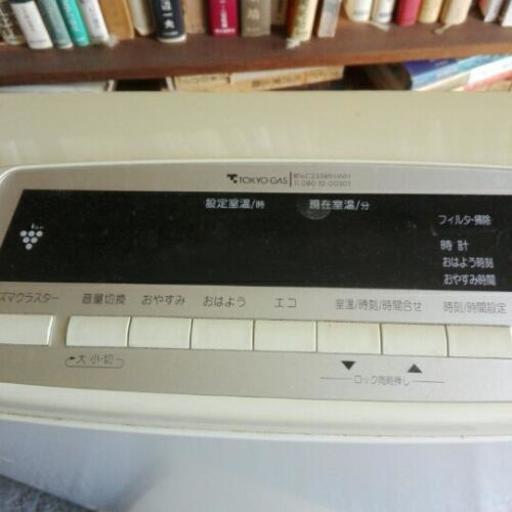 TOKYO GAS
設定室温/時 現在室温/分
フィルター掃除
時計
おはよう時刻
おやすみ時間
ズマクラスター 音量切換 おやすみ おはよう エコ 室温/時刻/時間合せ 時刻/時間設定
大・小・切
▼ ▲
ロック両前押し